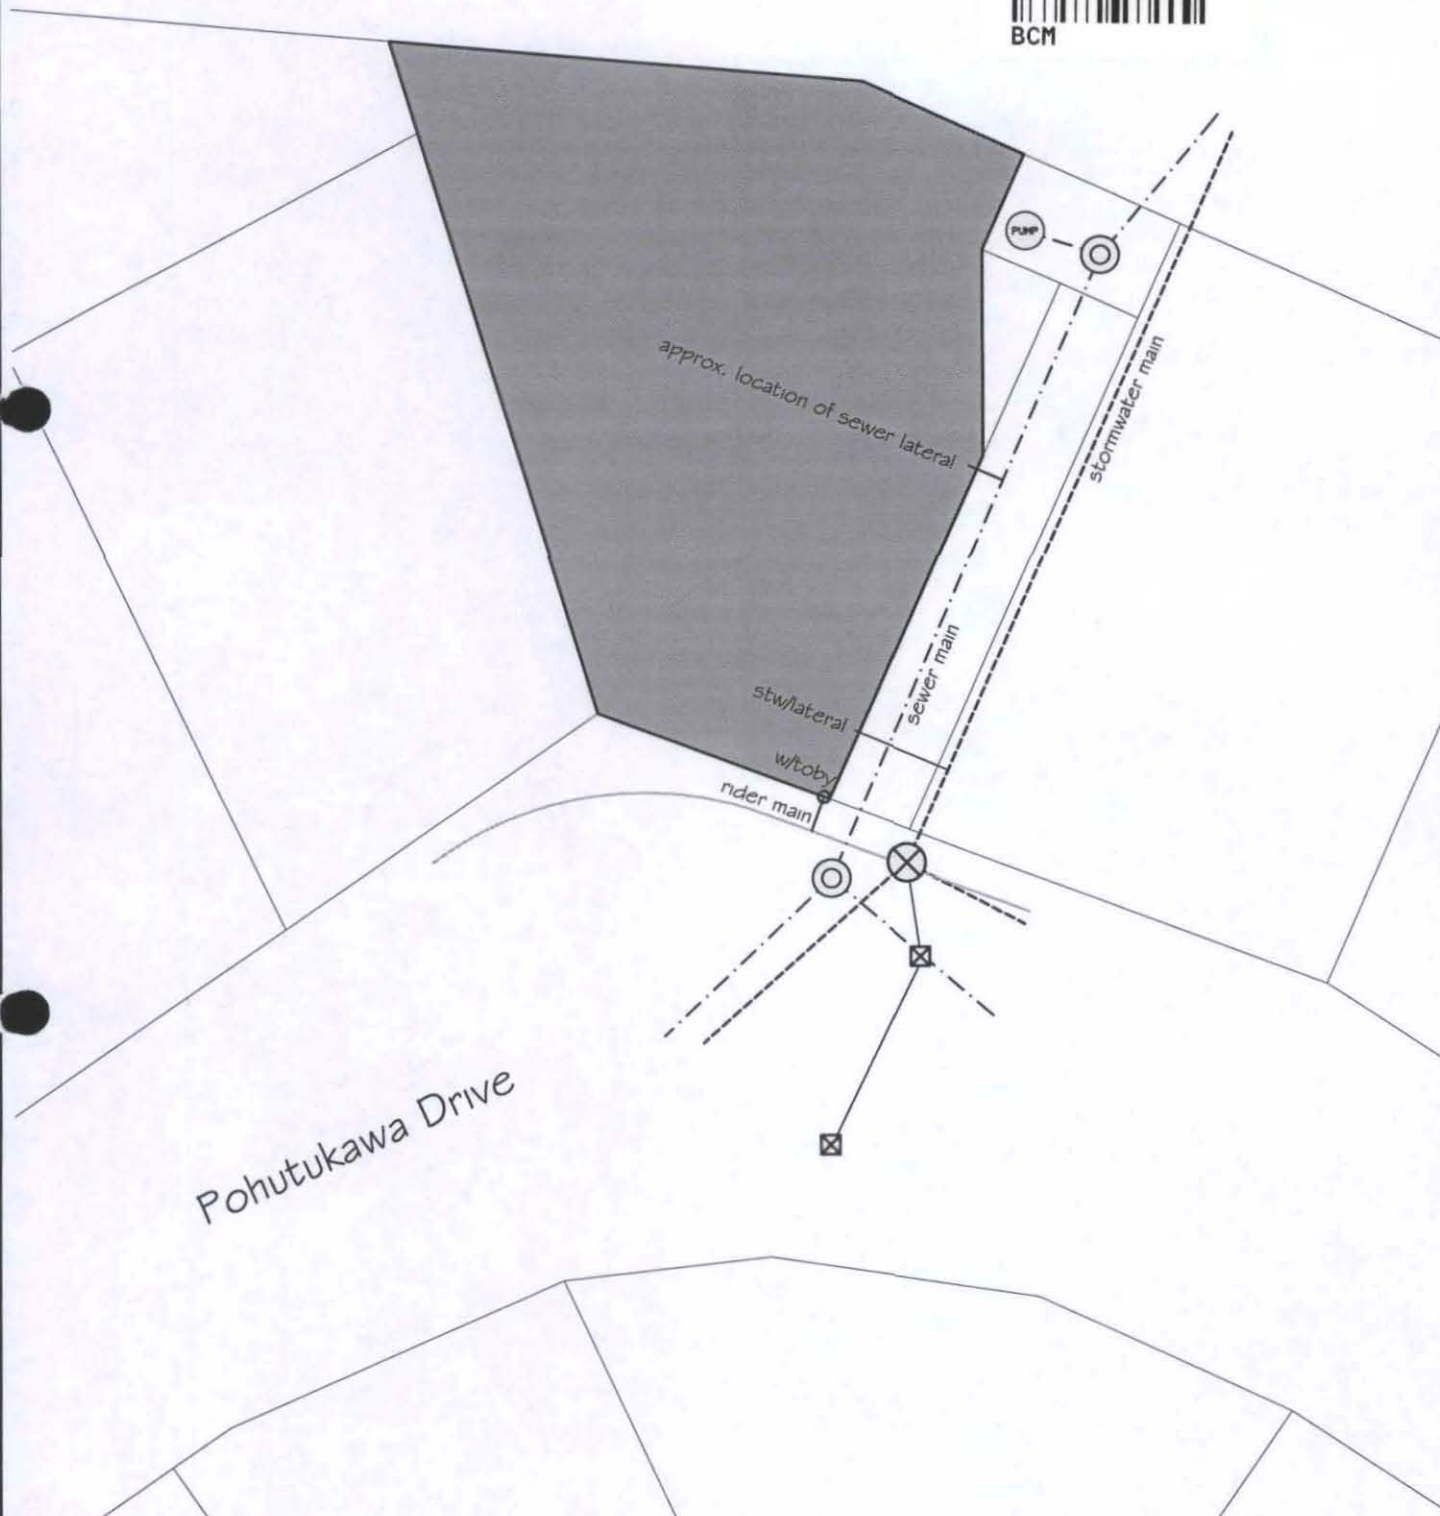 BCM
PUMP
approx. location of sewer lateral
stormwater main
sewer main
stw/lateral
w/toby
rider main
Pohutukawa Drive